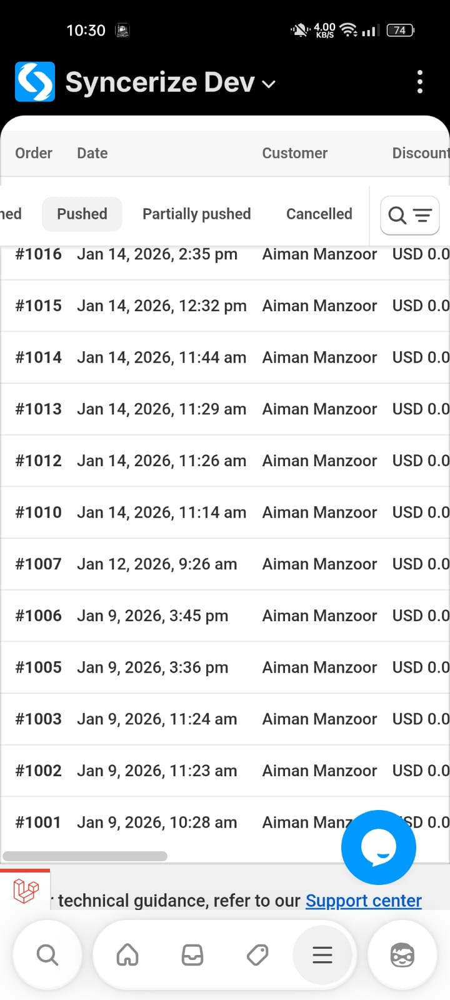 10:30 4.00 KB/S 74
Syncerize Dev
Order Date Customer Discount
ned Pushed Partially pushed Cancelled
#1016 Jan 14, 2026, 2:35 pm Aiman Manzoor USD 0.0
#1015 Jan 14, 2026, 12:32 pm Aiman Manzoor USD 0.0
#1014 Jan 14, 2026, 11:44 am Aiman Manzoor USD 0.0
#1013 Jan 14, 2026, 11:29 am Aiman Manzoor USD 0.0
#1012 Jan 14, 2026, 11:26 am Aiman Manzoor USD 0.0
#1010 Jan 14, 2026, 11:14 am Aiman Manzoor USD 0.0
#1007 Jan 12, 2026, 9:26 am Aiman Manzoor USD 0.0
#1006 Jan 9, 2026, 3:45 pm Aiman Manzoor USD 0.0
#1005 Jan 9, 2026, 3:36 pm Aiman Manzoor USD 0.0
#1003 Jan 9, 2026, 11:24 am Aiman Manzoor USD 0.0
#1002 Jan 9, 2026, 11:23 am Aiman Manzoor USD 0.0
#1001 Jan 9, 2026, 10:28 am Aiman Manz SD 0.0
technical guidance, refer to our Support center